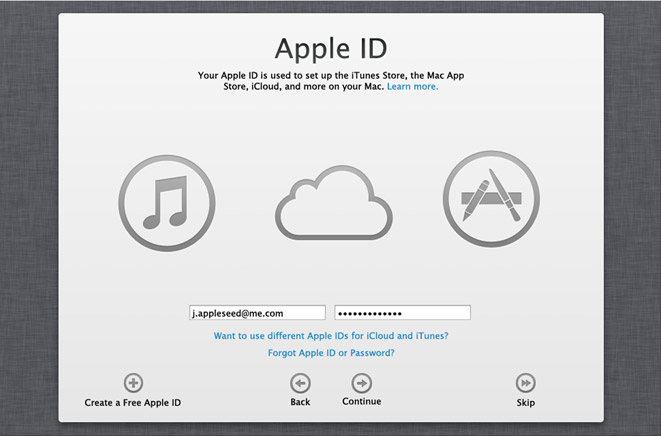 Apple ID
Your Apple ID is used to set up the iTunes Store, the Mac App
Store, iCloud, and more on your Mac. Learn more.
j.appleseed@me.com •••••••••••••
Want to use different Apple IDs for iCloud and iTunes?
Forgot Apple ID or Password?
Create a Free Apple ID Back Continue Skip